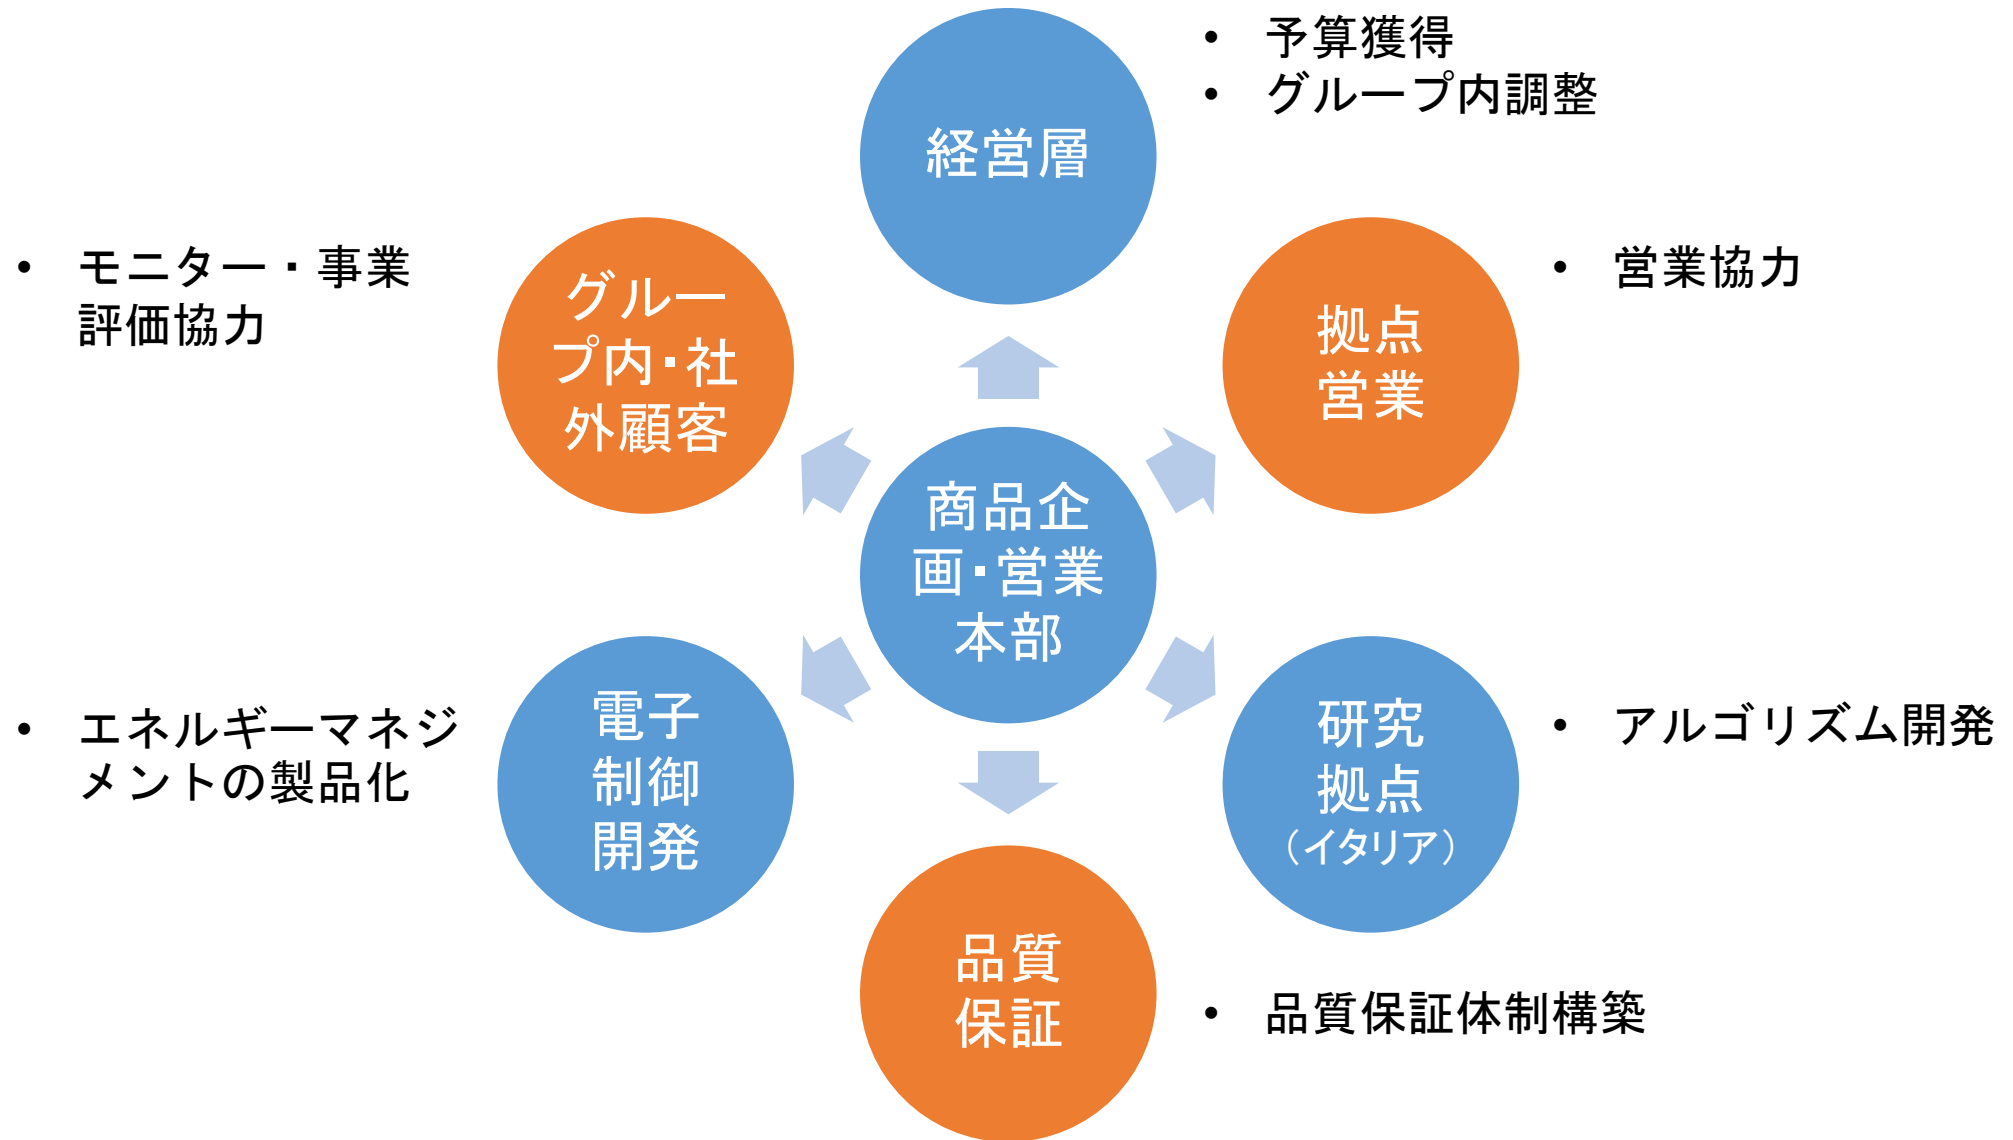 • 予算獲得
• グループ内調整
経営層
• モニター・事業
評価協力
グルー
プ内・社
外顧客
拠点
営業
• 営業協力
商品企
画・営業
本部
• エネルギーマネジ
メントの製品化
電子
制御
開発
研究
拠点
（イタリア）
• アルゴリズム開発
品質
保証
• 品質保証体制構築